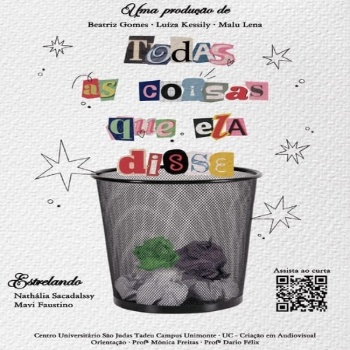 Uma produção de
Beatriz Gomes · Luíza Kessily · Malu Lena
TODAS
as coisas
que ela
disse
Estrelando
Nathália Sacadalssy
Mavi Faustino
Assista ao curta
Centro Universitário São Judas Tadeu Campus Unimonte · UC - Criação em Audiovisual
Orientação · Profª Mônica Freitas · Profº Dario Félix